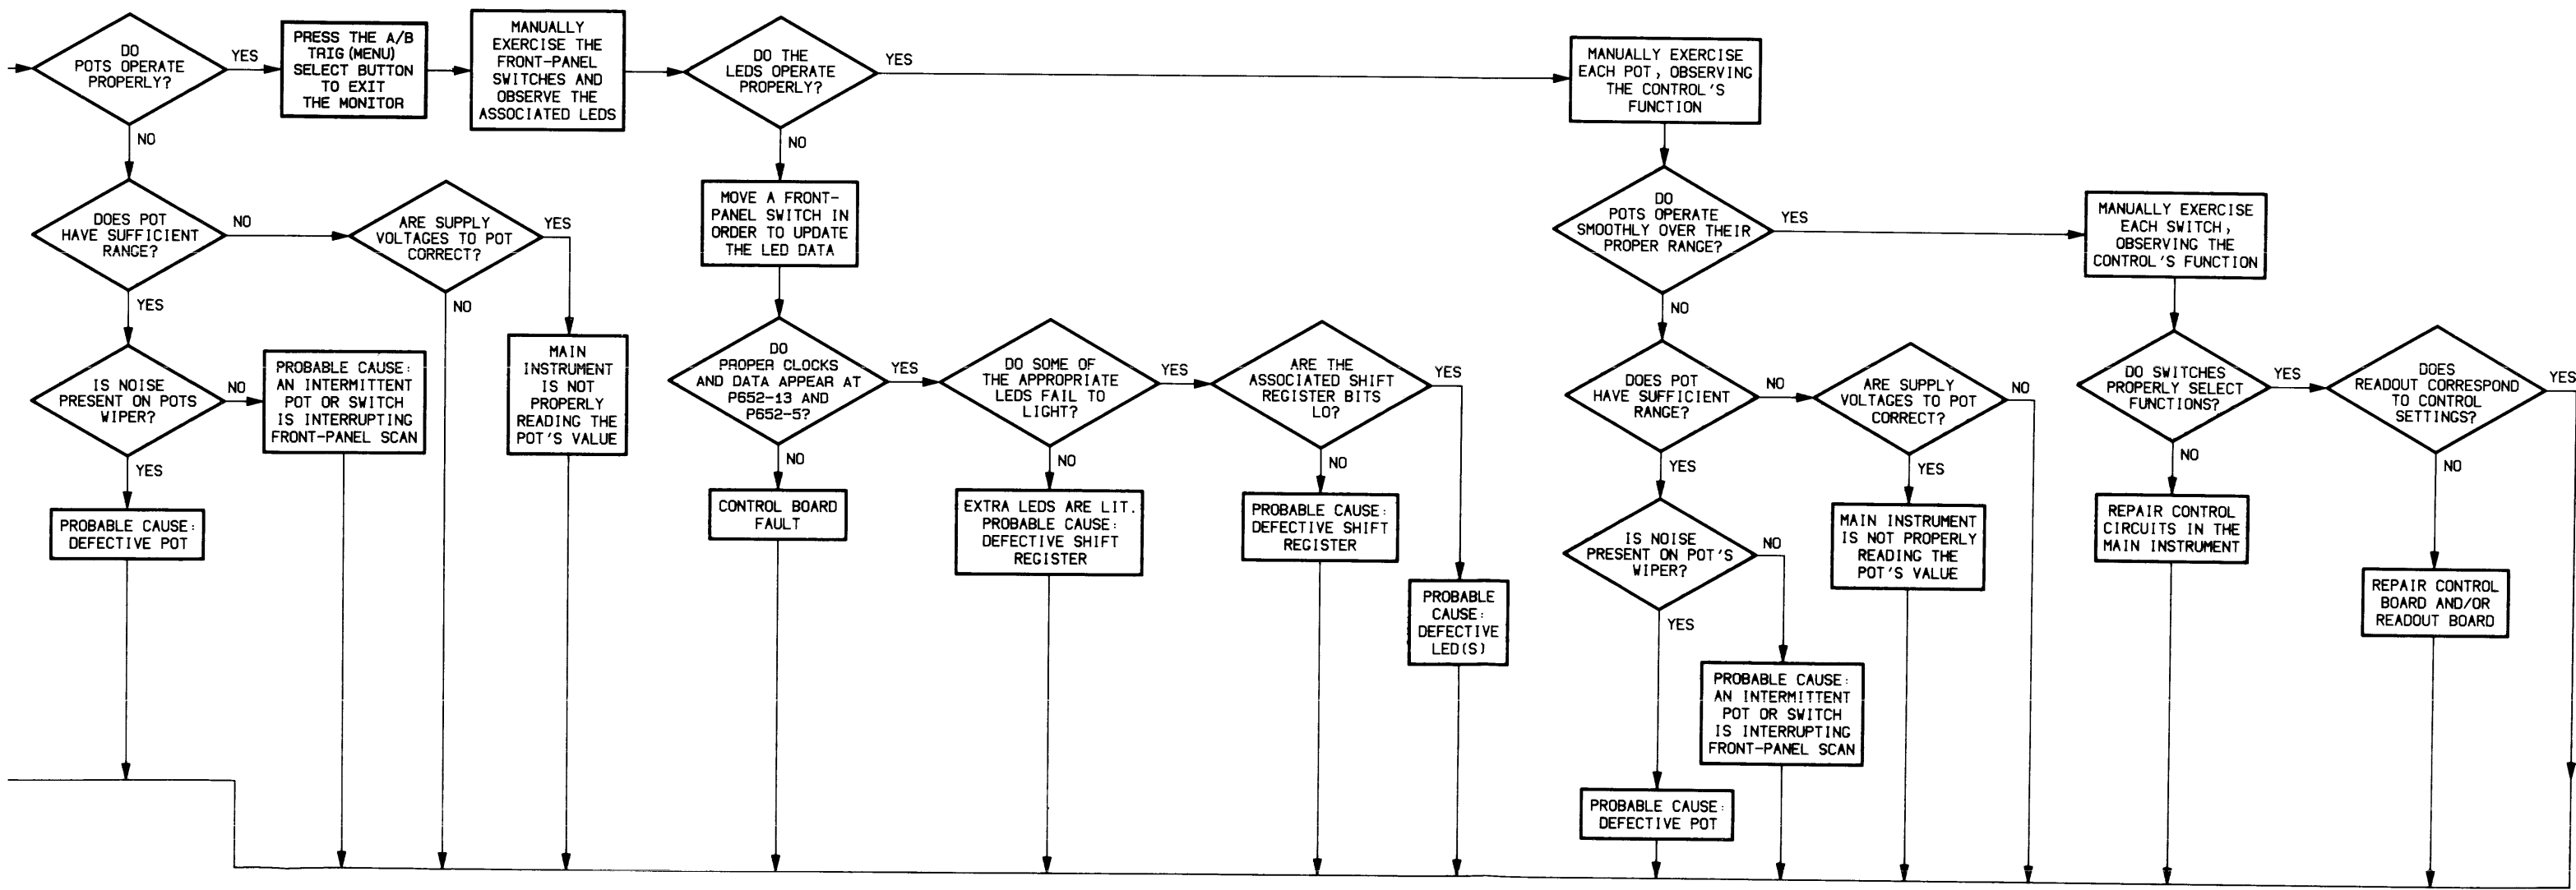 DO
POTS OPERATE
PROPERLY?
YES
NO
PRESS THE A/B
TRIG(MENU)
SELECT BUTTON
TO EXIT
THE MONITOR
MANUALLY
EXERCISE THE
FRONT-PANEL
SWITCHES AND
OBSERVE THE
ASSOCIATED LEDS
DO THE
LEDS OPERATE
PROPERLY?
YES
NO
MANUALLY EXERCISE
EACH POT, OBSERVING
THE CONTROL'S
FUNCTION
DOES POT
HAVE SUFFICIENT
RANGE?
NO
YES
ARE SUPPLY
VOLTAGES TO POT
CORRECT?
YES
NO
MOVE A FRONT-
PANEL SWITCH IN
ORDER TO UPDATE
THE LED DATA
DO
POTS OPERATE
SMOOTHLY OVER THEIR
PROPER RANGE?
YES
NO
MANUALLY EXERCISE
EACH SWITCH,
OBSERVING THE
CONTROL'S FUNCTION
IS NOISE
PRESENT ON POTS
WIPER?
NO
YES
PROBABLE CAUSE:
AN INTERMITTENT
POT OR SWITCH
IS INTERRUPTING
FRONT-PANEL SCAN
MAIN
INSTRUMENT
IS NOT
PROPERLY
READING THE
POT'S VALUE
DO
PROPER CLOCKS
AND DATA APPEAR AT
P652-13 AND
P652-5?
YES
NO
DO SOME OF
THE APPROPRIATE
LEDS FAIL TO
LIGHT?
YES
NO
ARE THE
ASSOCIATED SHIFT
REGISTER BITS
LO?
YES
NO
DOES POT
HAVE SUFFICIENT
RANGE?
NO
YES
ARE SUPPLY
VOLTAGES TO POT
CORRECT?
NO
YES
DO SWITCHES
PROPERLY SELECT
FUNCTIONS?
YES
NO
DOES
READOUT CORRESPOND
TO CONTROL
SETTINGS?
YES
NO
PROBABLE CAUSE:
DEFECTIVE POT
CONTROL BOARD
FAULT
EXTRA LEDS ARE LIT.
PROBABLE CAUSE:
DEFECTIVE SHIFT
REGISTER
PROBABLE CAUSE:
DEFECTIVE SHIFT
REGISTER
PROBABLE
CAUSE:
DEFECTIVE
LED(S)
IS NOISE
PRESENT ON POT'S
WIPER?
NO
YES
MAIN INSTRUMENT
IS NOT PROPERLY
READING THE
POT'S VALUE
REPAIR CONTROL
CIRCUITS IN THE
MAIN INSTRUMENT
REPAIR CONTROL
BOARD AND/OR
READOUT BOARD
PROBABLE CAUSE:
AN INTERMITTENT
POT OR SWITCH
IS INTERRUPTING
FRONT-PANEL SCAN
PROBABLE CAUSE:
DEFECTIVE POT